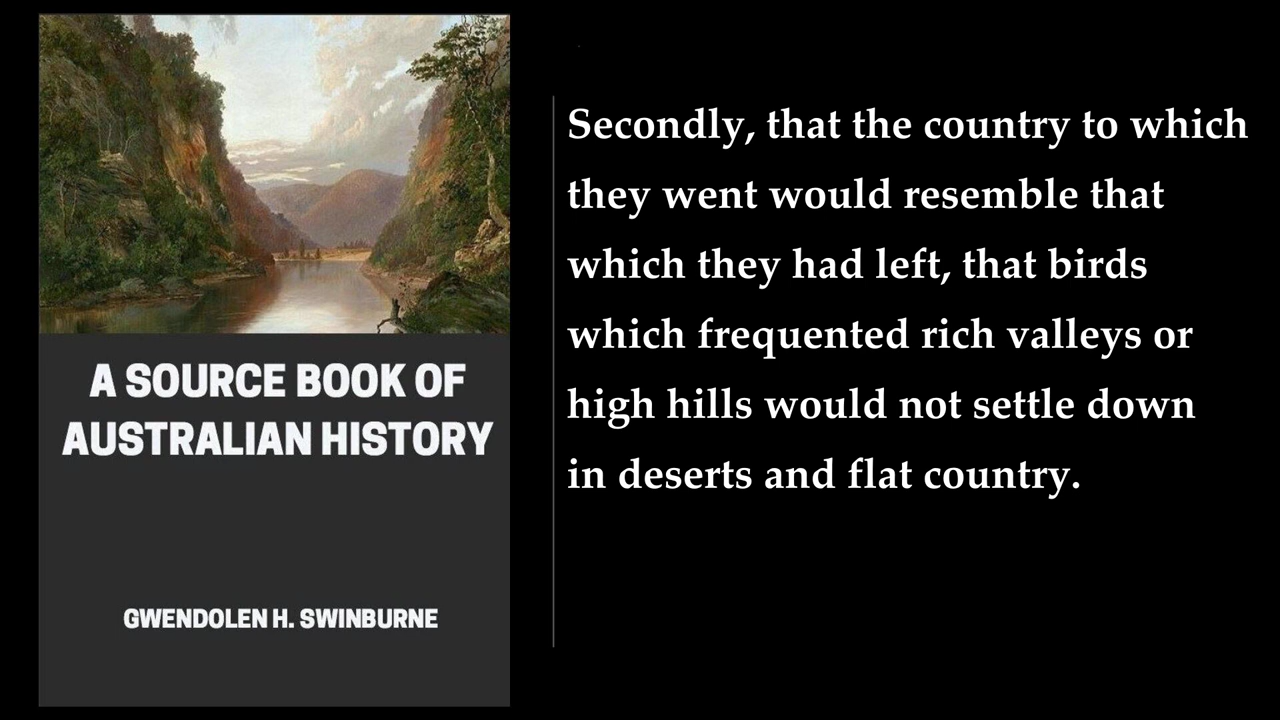 A SOURCE BOOK OF
AUSTRALIAN HISTORY
GWENDOLEN H. SWINBURNE
Secondly, that the country to which
they went would resemble that
which they had left, that birds
which frequented rich valleys or
high hills would not settle down
in deserts and flat country.